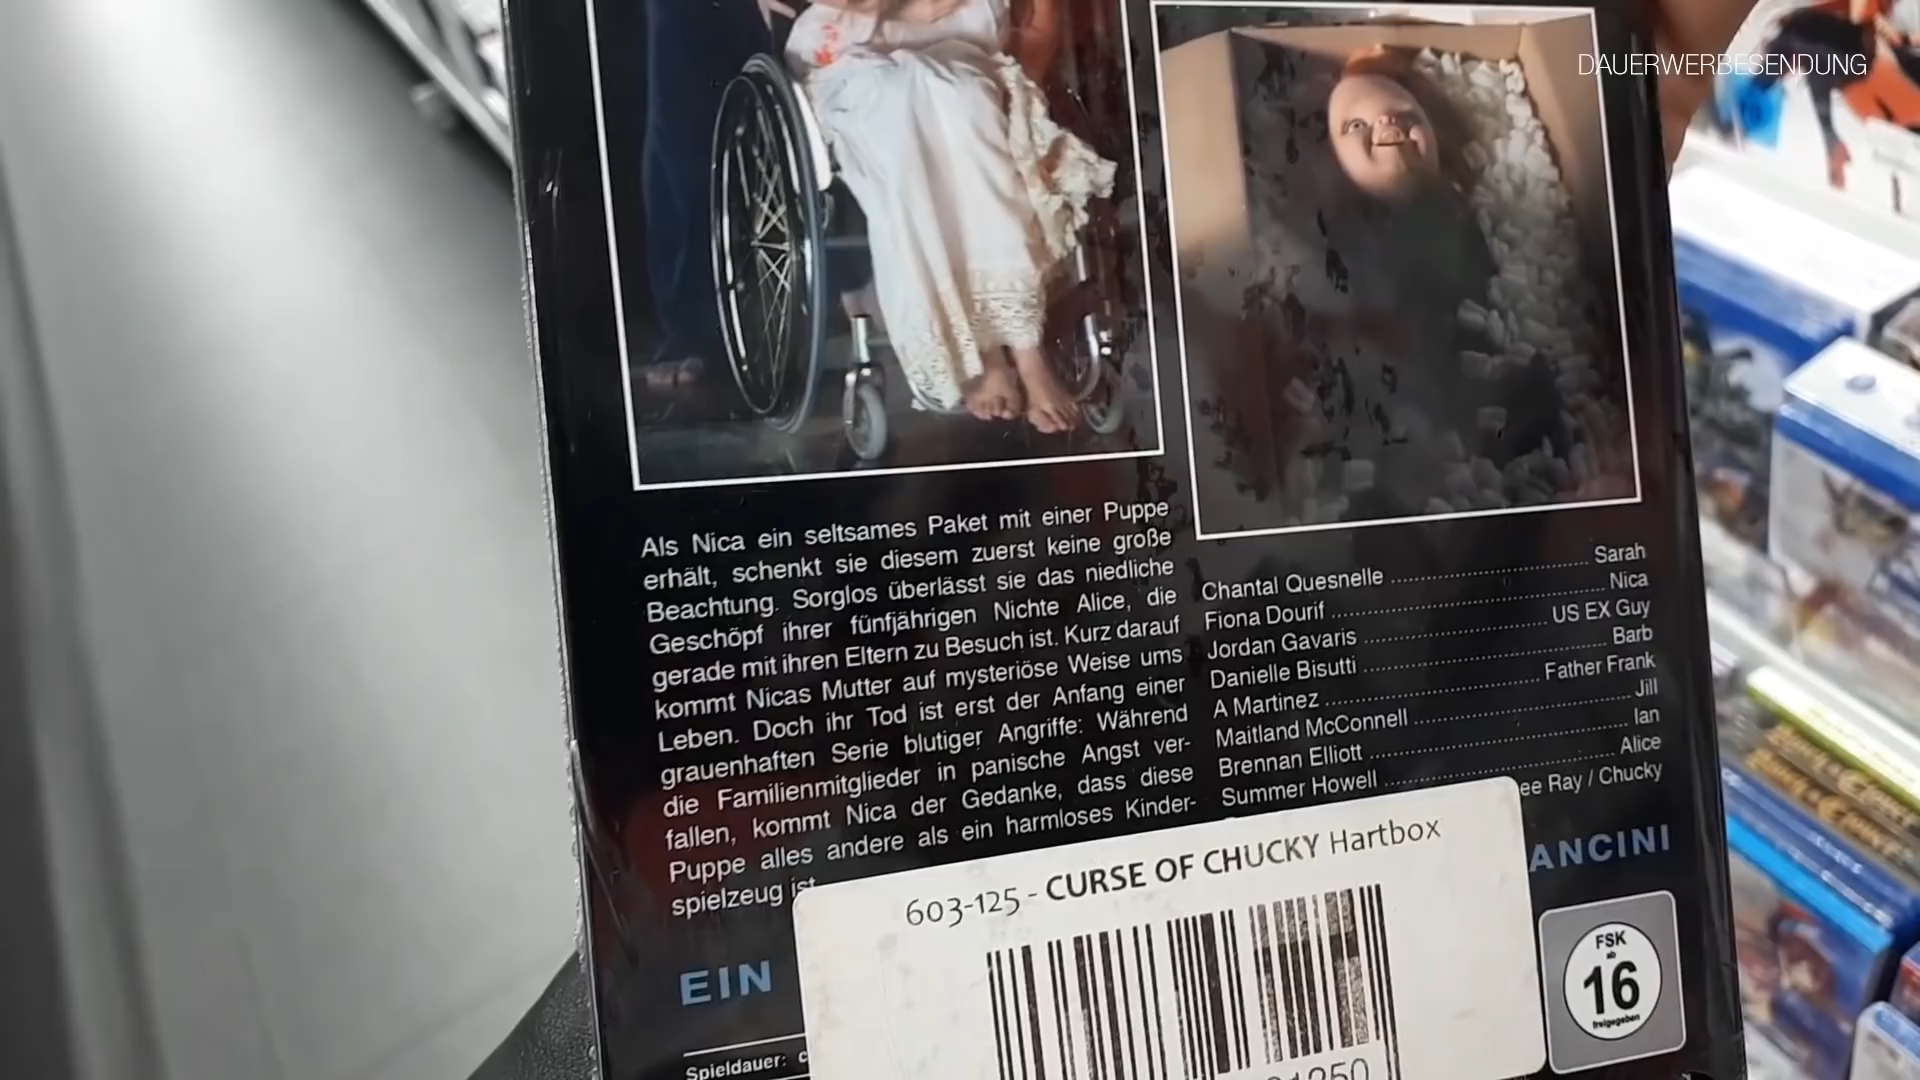 DAUERWERBESENDUNG
Als Nica ein seltsames Paket mit einer Puppe
erhält, schenkt sie diesem zuerst keine große
Beachtung. Sorglos überlässt sie das niedliche
Geschöpf ihrer fünfjährigen Nichte Alice, die
gerade mit ihren Eltern zu Besuch ist. Kurz darauf
kommt Nicas Mutter auf mysteriöse Weise ums
Leben. Doch ihr Tod ist erst der Anfang einer
grauenhaften Serie blutiger Angriffe: Während
die Familienmitglieder in panische Angst ver-
fallen, kommt Nica der Gedanke, dass diese
Puppe alles andere als ein harmloses Kinder-
spielzeug ist.
Chantal Quesnelle ........ Sarah
Fiona Dourif ........ Nica
Jordan Gavaris ........ US EX Guy
Danielle Bisutti ........ Barb
A Martinez ........ Father Frank
Maitland McConnell ........ Jill
Brennan Elliott ........ Ian
Summer Howell ........ Alice
ee Ray / Chucky
EIN
ANCINI
603-125 - CURSE OF CHUCKY Hartbox
FSK
ab
16
freigegeben
Spieldauer: c